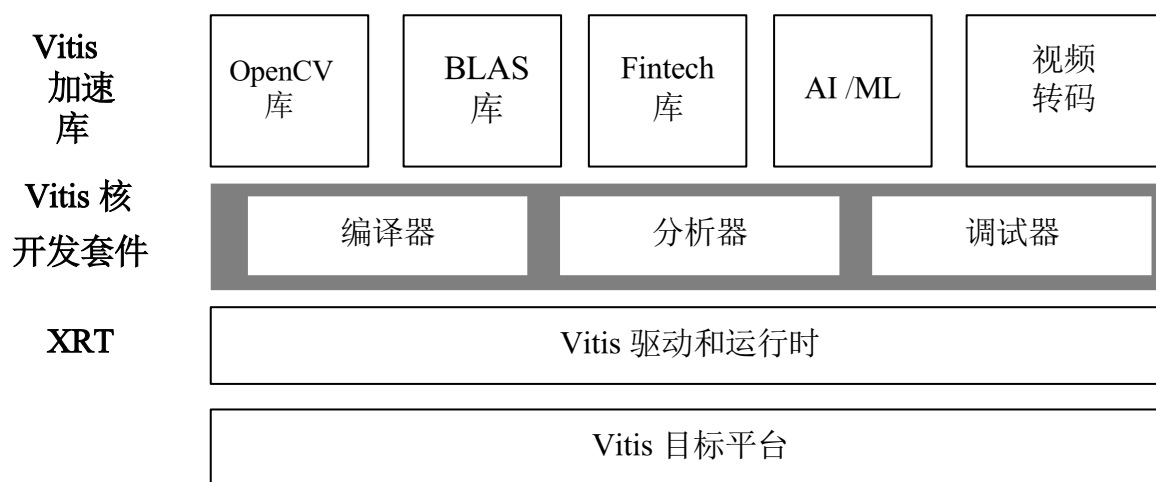 Vitis
加速
库
OpenCV
库
BLAS
库
Fintech
库
AI /ML
视频
转码
Vitis 核
开发套件
编译器
分析器
调试器
XRT
Vitis 驱动和运行时
Vitis 目标平台